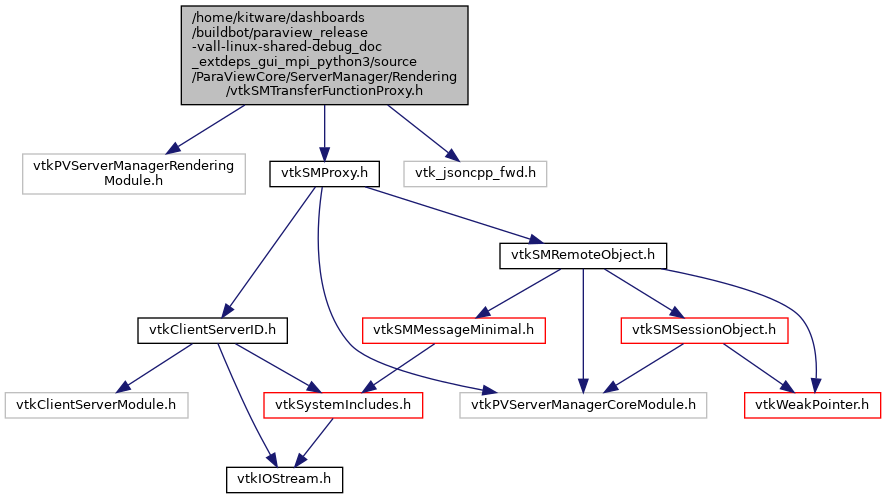 /home/kitware/dashboards
/buildbot/paraview_release
-vall-linux-shared-debug_doc
_extdeps_gui_mpi_python3/source
/ParaViewCore/ServerManager/Rendering
/vtkSMTransferFunctionProxy.h
vtkPVServerManagerRendering
Module.h
vtkSMProxy.h
vtk_jsoncpp_fwd.h
vtkSMRemoteObject.h
vtkClientServerID.h
vtkSMMessageMinimal.h
vtkSMSessionObject.h
vtkClientServerModule.h
vtkSystemIncludes.h
vtkPVServerManagerCoreModule.h
vtkWeakPointer.h
vtkIOStream.h